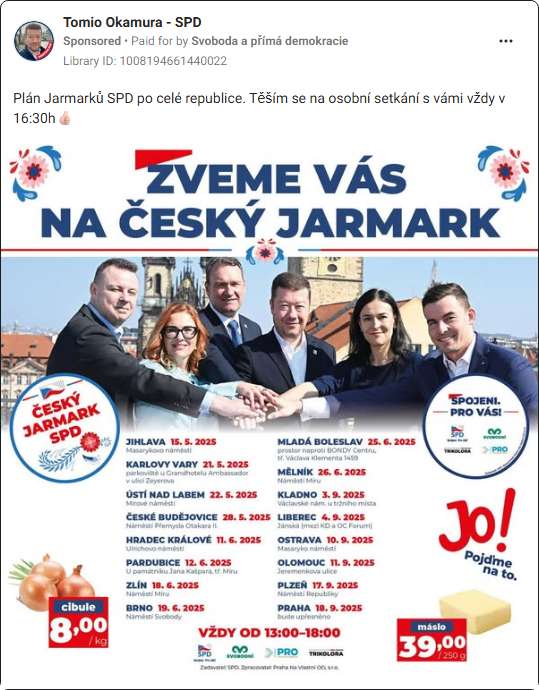 Tomio Okamura - SPD
Sponsored • Paid for by Svoboda a přímá demokracie
Library ID: 1008194661440022
Plán Jarmarků SPD po celé republice. Těším se na osobní setkání s vámi vždy v
16:30h
ZVEME VÁS
NA ČESKÝ JARMARK
ČESKÝ
JARMARK
SPD
SPOJENI.
PRO VÁS!
SPD
SVOBODNÍ
TRIKOLORA
PRO
JIHLAVA 15. 5. 2025
Masarykovo náměstí
KARLOVY VARY 21. 5. 2025
parkoviště u Grandhotelu Ambassador
v ulici Zeyerova
ÚSTÍ NAD LABEM 22. 5. 2025
Mírové náměstí
ČESKÉ BUDĚJOVICE 28. 5. 2025
Náměstí Přemysla Otakara II.
HRADEC KRÁLOVÉ 11. 6. 2025
Ulrichovo náměstí
PARDUBICE 12. 6. 2025
U památníku Jana Kašpara, tř. Míru
ZLÍN 18. 6. 2025
Náměstí Míru
BRNO 19. 6. 2025
Náměstí Svobody
MLADÁ BOLESLAV 25. 6. 2025
prostor naproti BONDY Centru,
tř. Václava Klementa 1459
MĚLNÍK 26. 6. 2025
Náměstí Míru
KLADNO 3. 9. 2025
Václavské nám. u tržního místa
LIBEREC 4. 9. 2025
Jánská (mezi KD a OC Forum)
OSTRAVA 10. 9. 2025
Masaryko náměstí
OLOMOUC 11. 9. 2025
Jeremenkova ulice
PLZEŇ 17. 9. 2025
Náměstí Republiky
PRAHA 18. 9. 2025
bude upřesněno
Jo!
Pojďme
na to.
cibule
8,00
/ kg
máslo
39,00
/ 250 g
VŽDY OD 13:00–18:00
SPD
SVOBODNÍ
PRO
TRIKOLORA
Zadavatel SPD. Zpracovatel Praha Na Vlastní Oči, s.r.o.